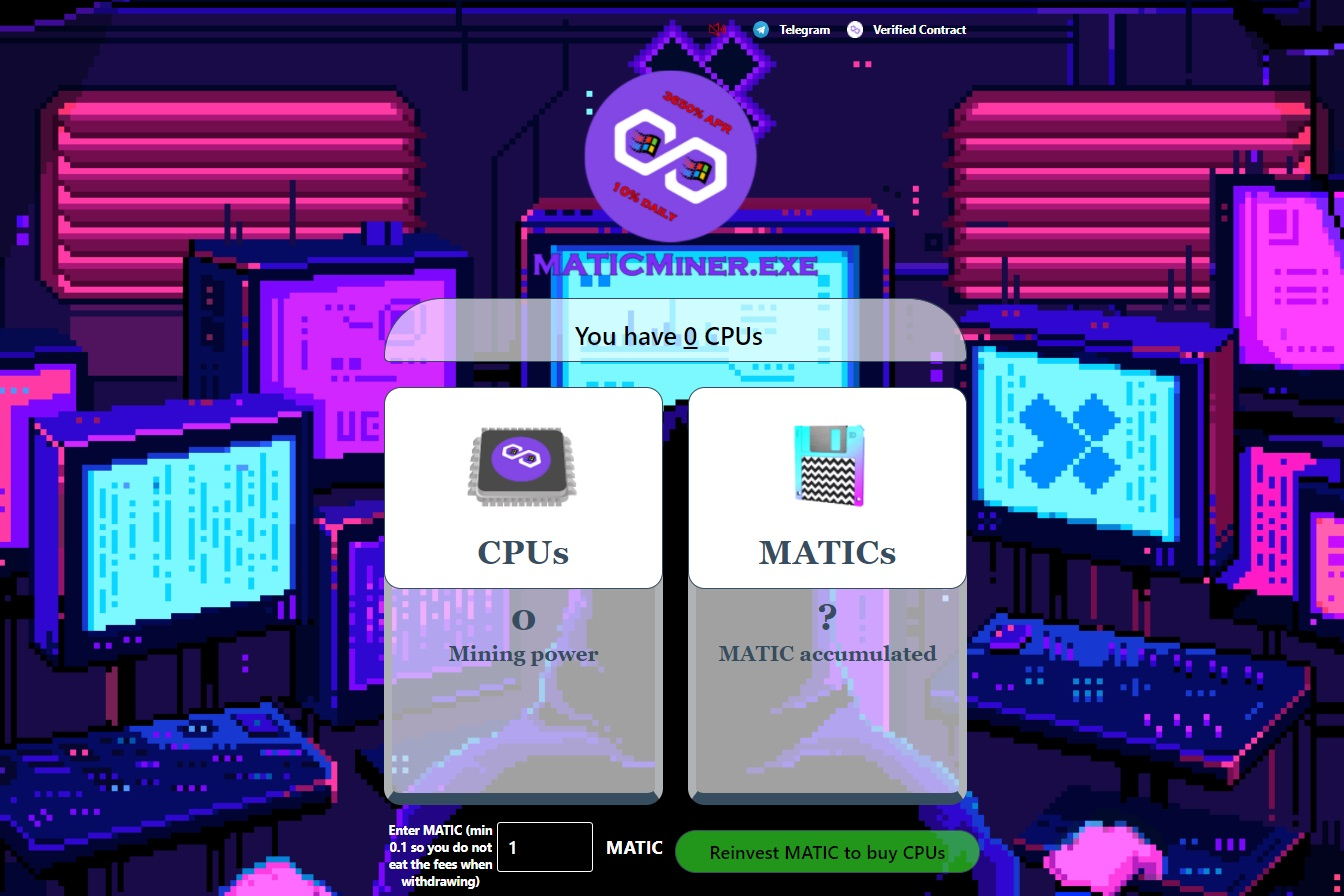 Telegram
Verified Contract
3650% APR
10% DAILY
MATICMiner.exe
You have 0 CPUs
CPUs
MATICs
0
Mining power
?
MATIC accumulated
Enter MATIC (min
0.1 so you do not
eat the fees when
withdrawing)
1
MATIC
Reinvest MATIC to buy CPUs